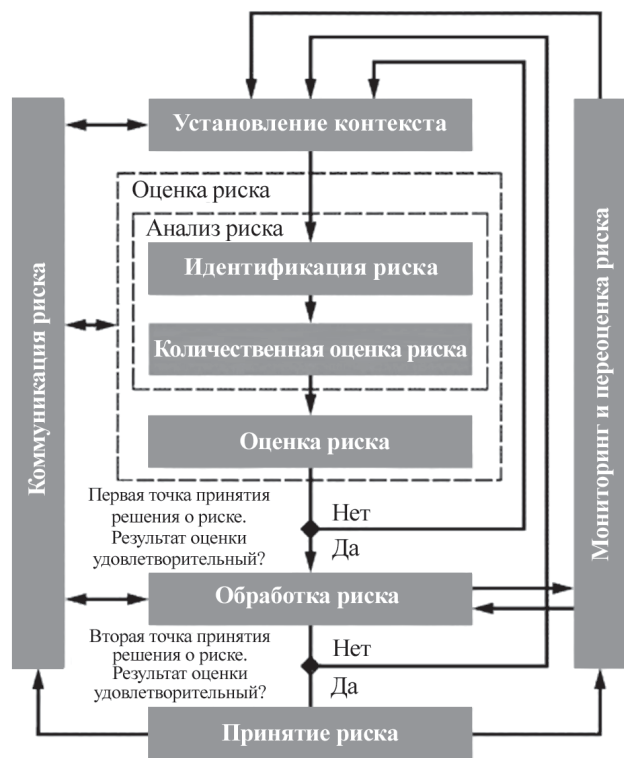 Установление контекста
Оценка риска
Анализ риска
Идентификация риска
Количественная оценка риска
Оценка риска
Первая точка принятия
решения о риске.
Результат оценки
удовлетворительный?
Нет
Да
Обработка риска
Вторая точка принятия
решения о риске.
Результат оценки
удовлетворительный?
Нет
Да
Принятие риска
Коммуникация риска
Мониторинг и переоценка риска